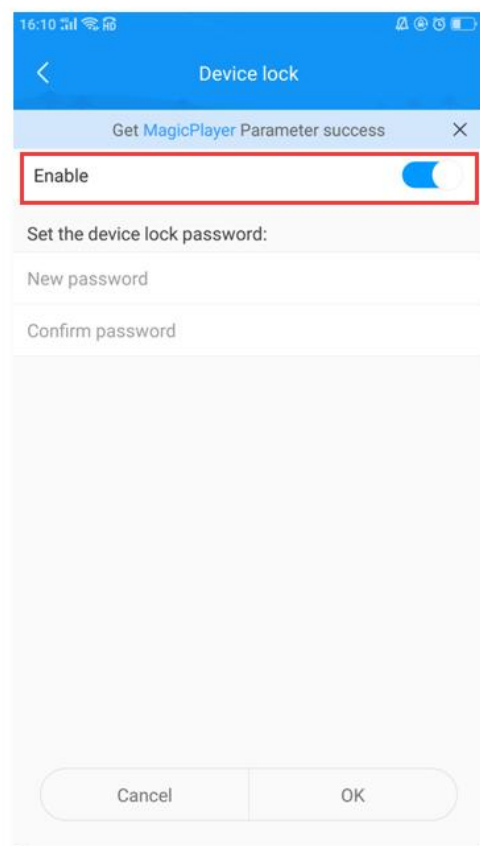 16:10 HD
Device lock
Get MagicPlayer Parameter success
Enable
Set the device lock password:
New password
Confirm password
Cancel OK